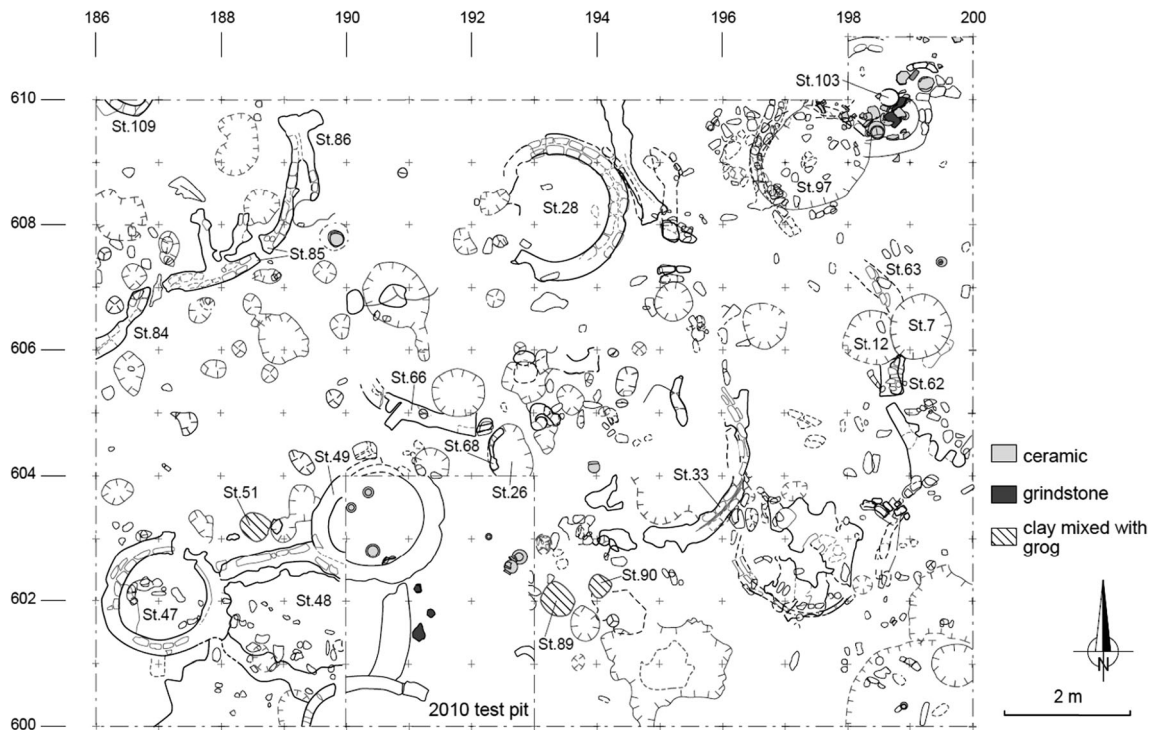 186 188 190 192 194 196 198 200
St.103
610
St.109
St.86
St.97
608
St.28
St.85
St.63
St.84
St.7
St.12
606
St.66
St.62
St.68
St.49
ceramic
604
St.26
St.33
St.51
grindstone
clay mixed with
grog
St.90
602
St.47
St.48
St.89
N
2 m
2010 test pit
600